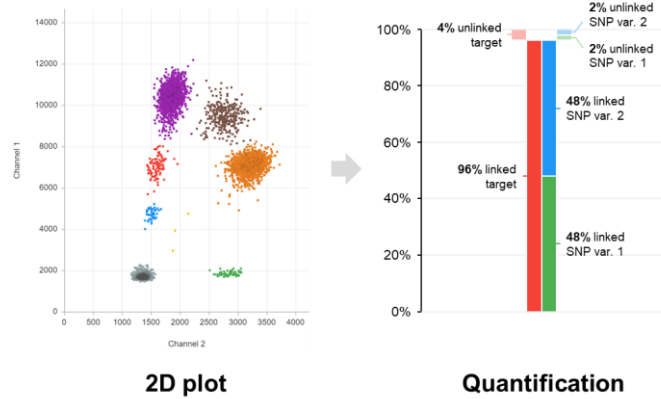 14000
12000
10000
8000
6000
4000
2000
0
Channel 1
0 500 1000 1500 2000 2500 3000 3500 4000
Channel 2
2D plot
100%
80%
60%
40%
20%
0%
4% unlinked
target
2% unlinked
SNP var. 2
2% unlinked
SNP var. 1
48% linked
SNP var. 2
96% linked
target
48% linked
SNP var. 1
Quantification